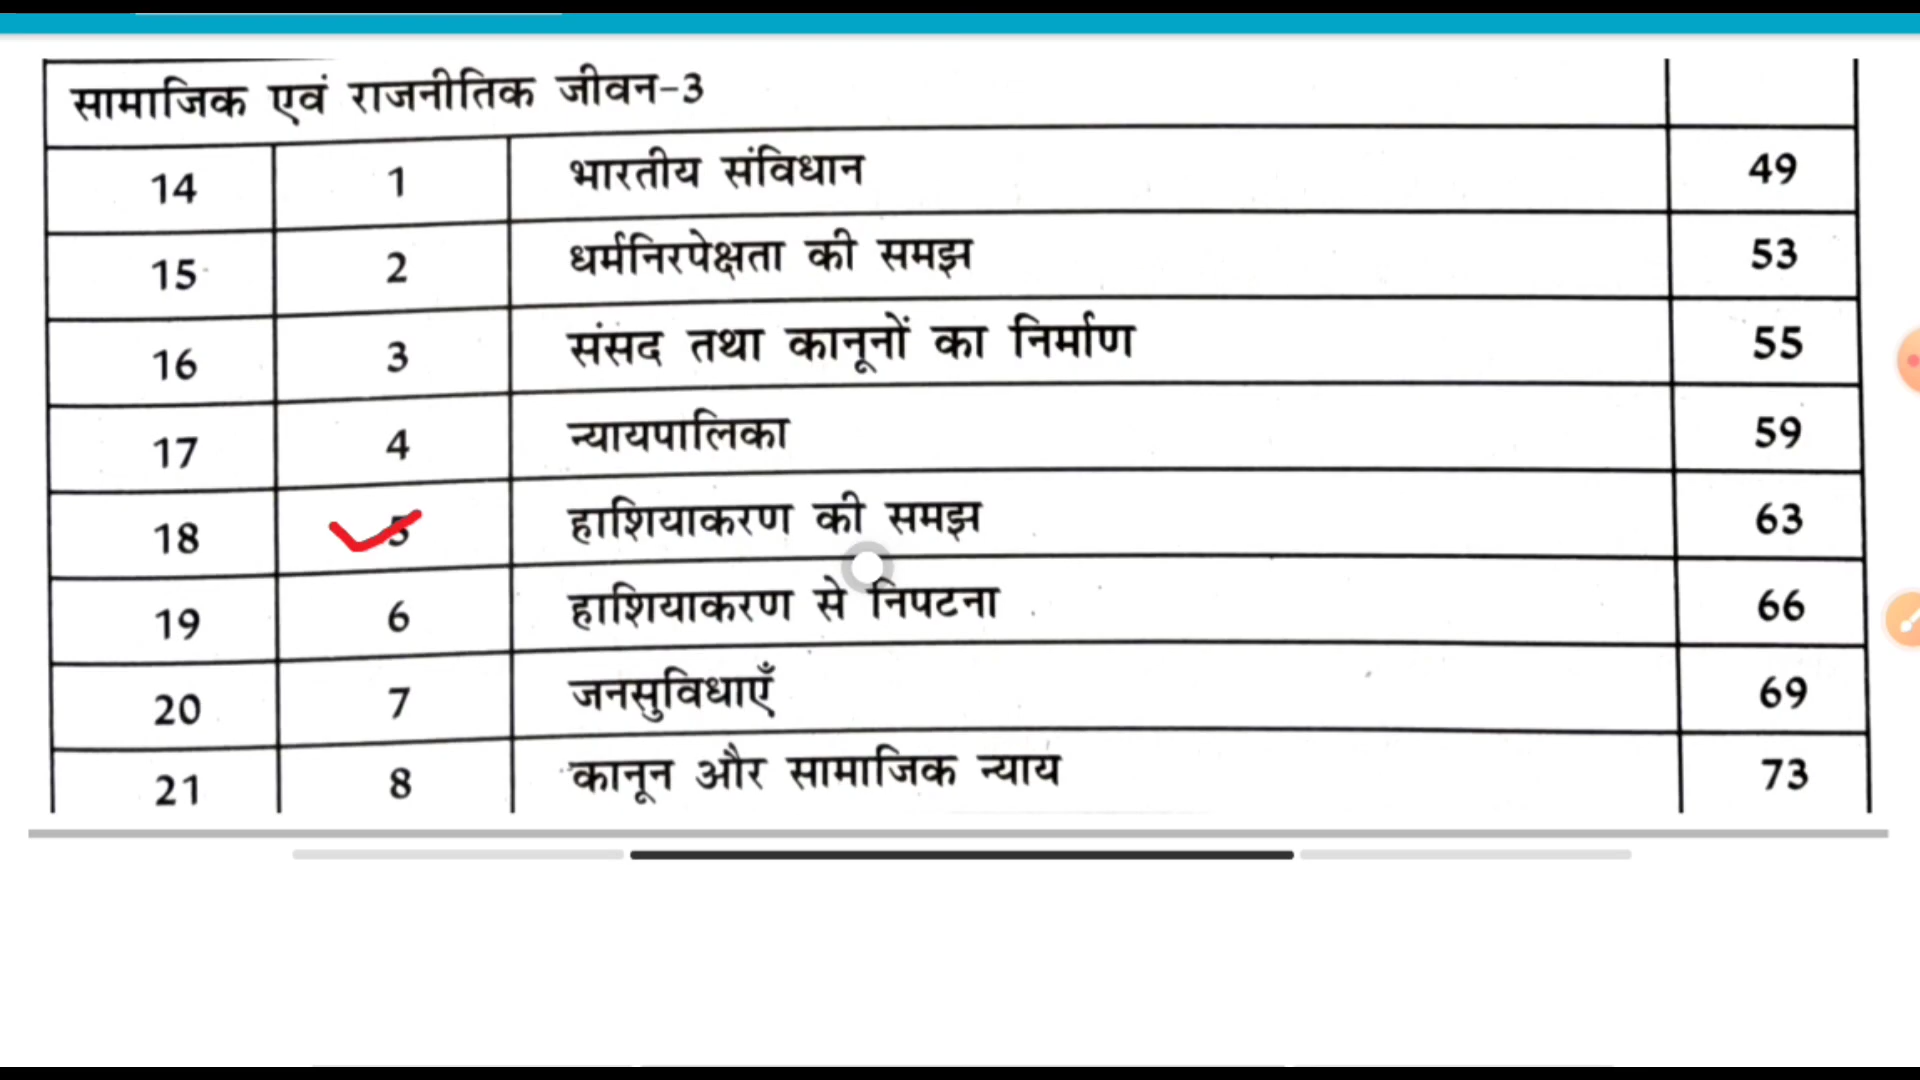 सामाजिक एवं राजनीतिक जीवन-3
14 1 भारतीय संविधान 49
15 2 धर्मनिरपेक्षता की समझ 53
16 3 संसद तथा कानूनों का निर्माण 55
17 4 न्यायपालिका 59
18 5 हाशियाकरण की समझ 63
19 6 हाशियाकरण से निपटना 66
20 7 जनसुविधाएँ 69
21 8 कानून और सामाजिक न्याय 73